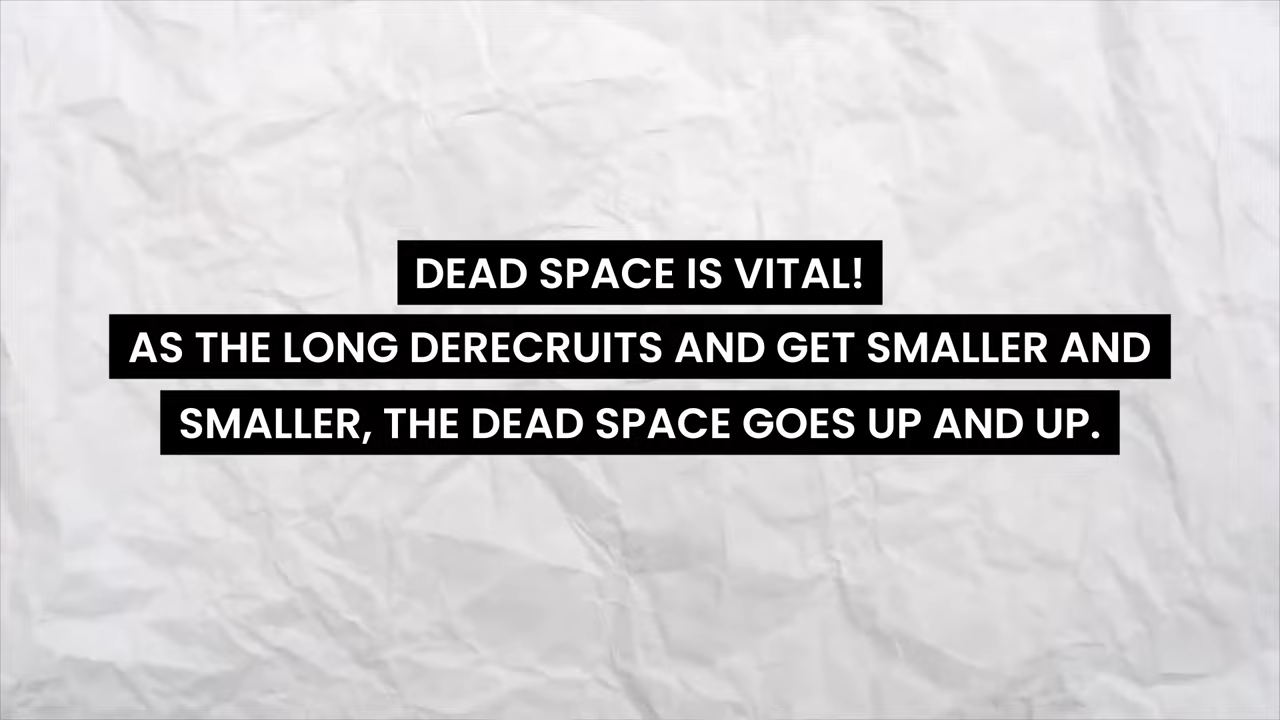 DEAD SPACE IS VITAL!
AS THE LONG DERECRUITS AND GET SMALLER AND
SMALLER, THE DEAD SPACE GOES UP AND UP.